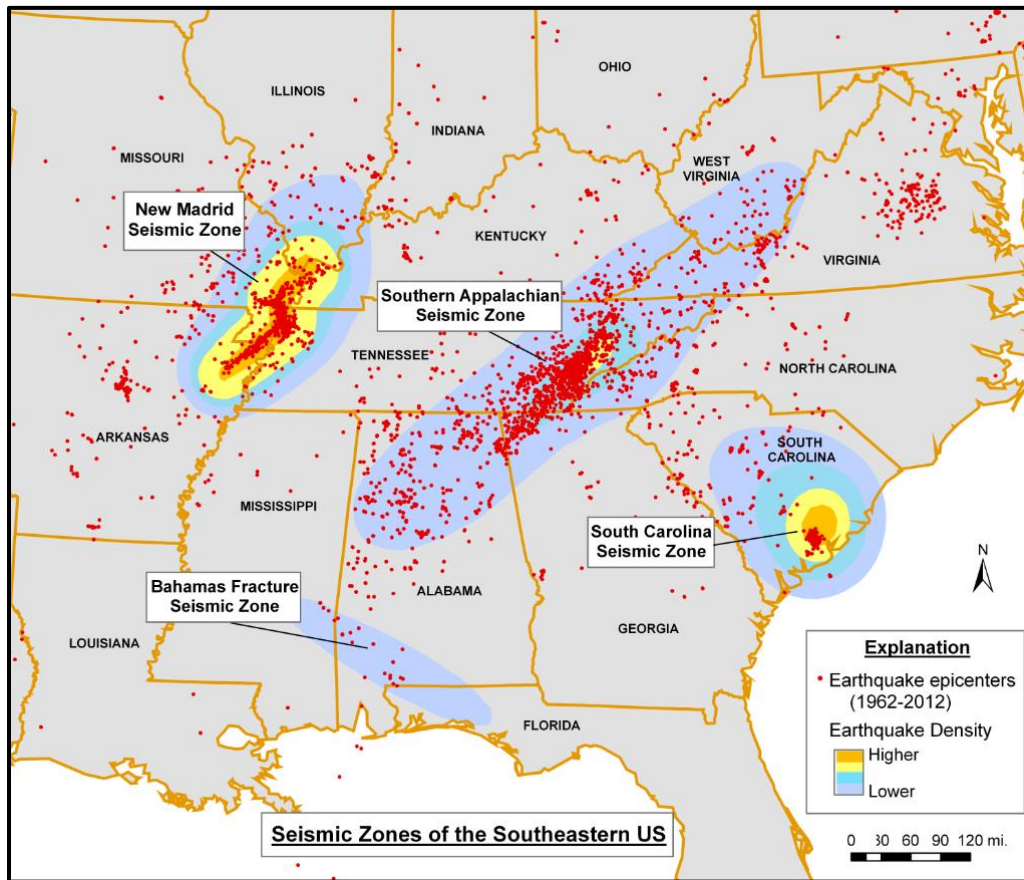 OHIO
ILLINOIS
INDIANA
MISSOURI
WEST
VIRGINIA
New Madrid
Seismic Zone
KENTUCKY
VIRGINIA
Southern Appalachian
Seismic Zone
TENNESSEE
NORTH CAROLINA
ARKANSAS
SOUTH
CAROLINA
MISSISSIPPI
South Carolina
Seismic Zone
N
Bahamas Fracture
Seismic Zone
ALABAMA
GEORGIA
LOUISIANA
FLORIDA
Explanation
Earthquake epicenters
(1962-2012)
Earthquake Density
Higher
Lower
Seismic Zones of the Southeastern US
0 30 60 90 120 mi.